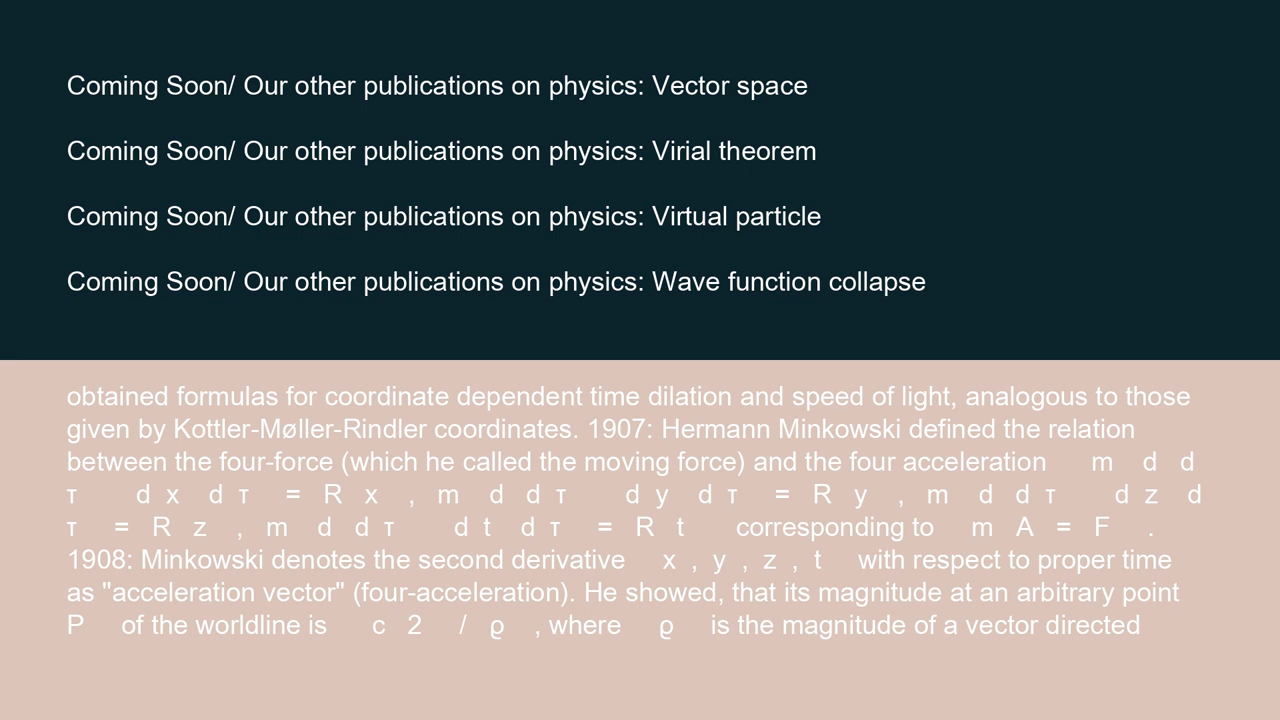 Coming Soon/ Our other publications on physics: Vector space
Coming Soon/ Our other publications on physics: Virial theorem
Coming Soon/ Our other publications on physics: Virtual particle
Coming Soon/ Our other publications on physics: Wave function collapse
obtained formulas for coordinate dependent time dilation and speed of light, analogous to those
given by Kottler-Møller-Rindler coordinates. 1907: Hermann Minkowski defined the relation
between the four-force (which he called the moving force) and the four acceleration m d d
τ d x d τ = R x , m d d τ d y d τ = R y , m d d τ d z d
τ = R z , m d d τ d t d τ = R t corresponding to m A = F .
1908: Minkowski denotes the second derivative x , y , z , t with respect to proper time
as "acceleration vector" (four-acceleration). He showed, that its magnitude at an arbitrary point
P of the worldline is c 2 / ϱ , where ϱ is the magnitude of a vector directed